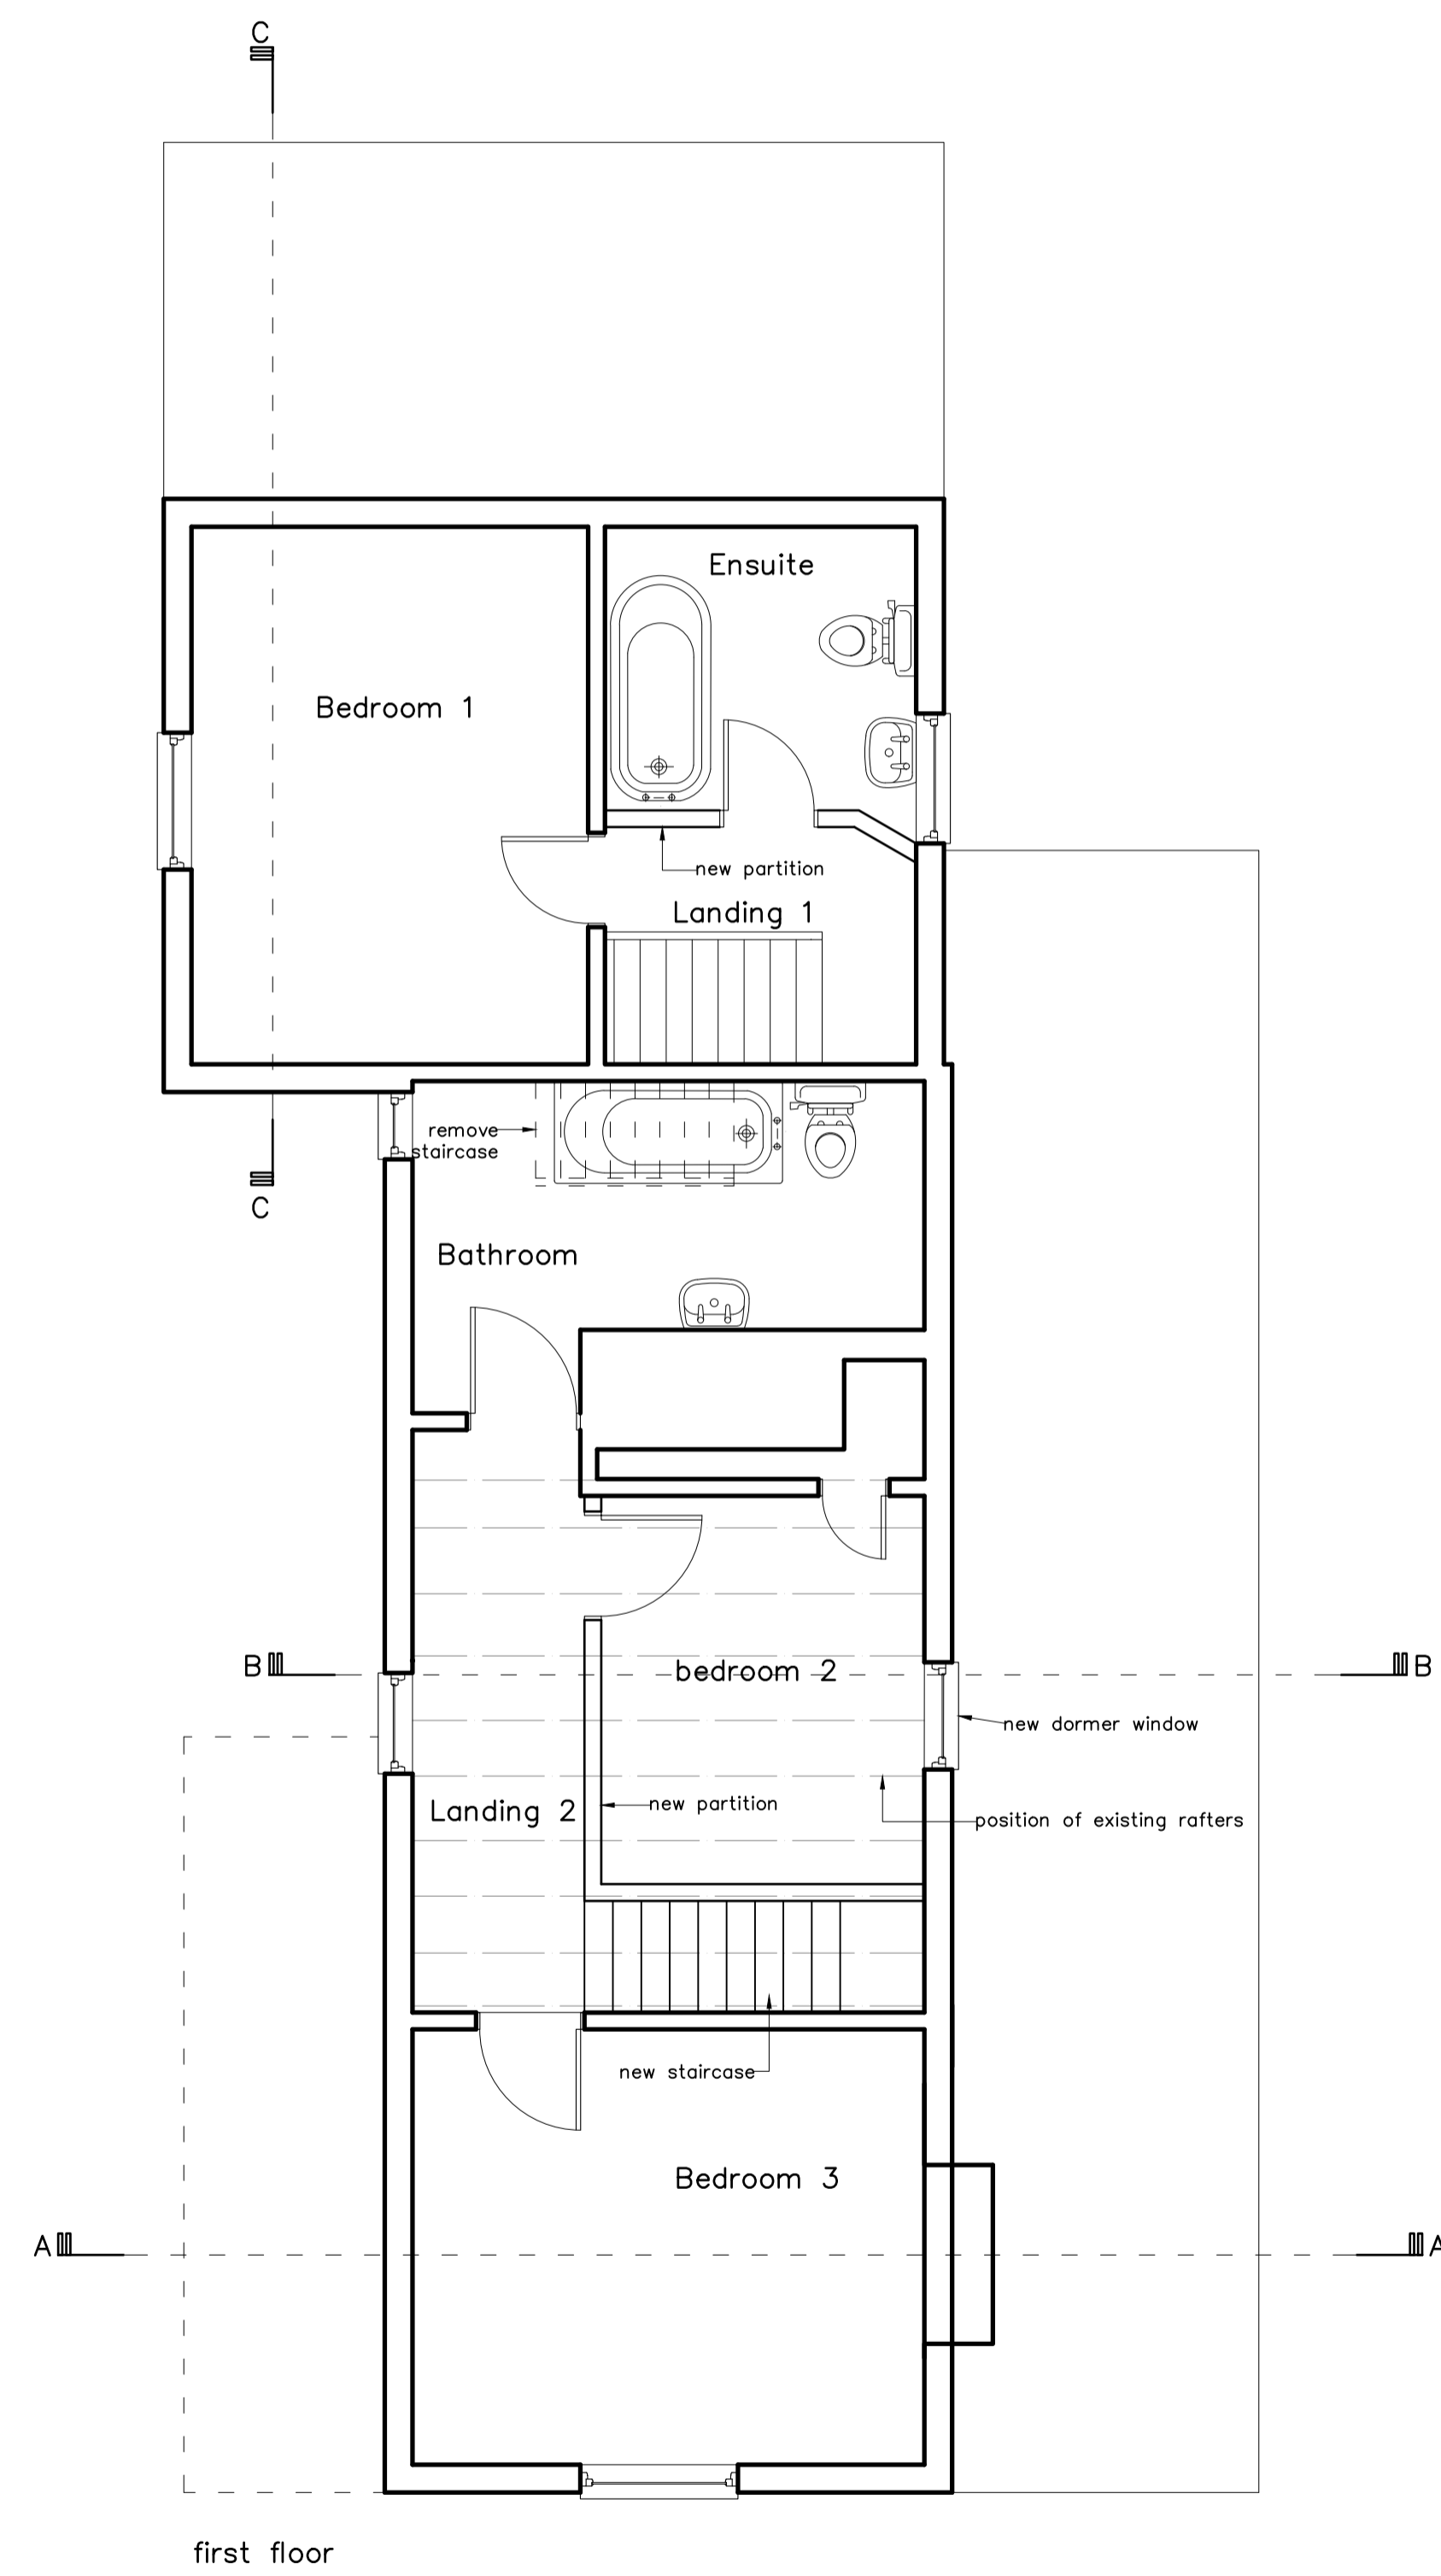 C
Ensuite
Bedroom 1
new partition
Landing 1
remove
staircase
C
Bathroom
B
bedroom 2
B
new dormer window
Landing 2
new partition
position of existing rafters
new staircase
Bedroom 3
A
A
first floor